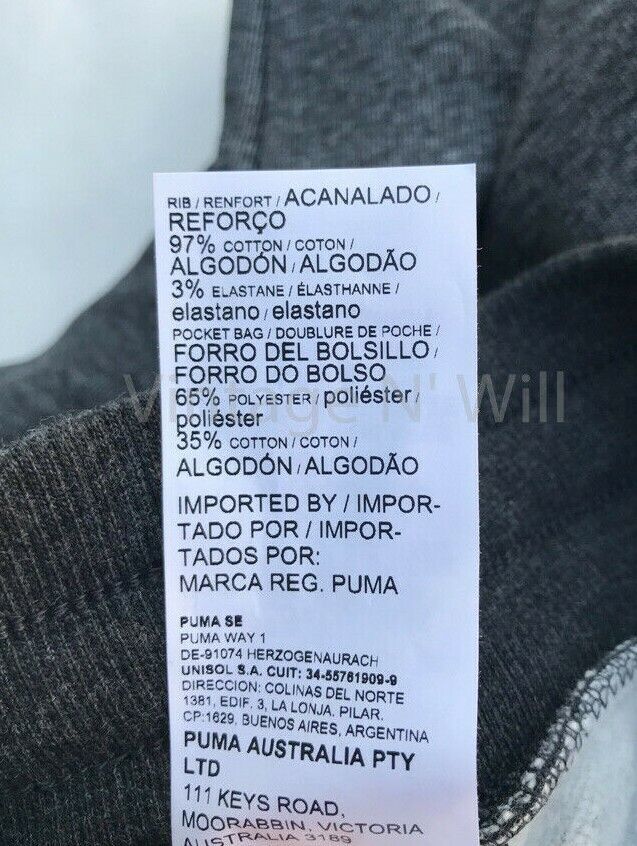 RIB / RENFORT / ACANALADO /
REFORÇO
97% COTTON / COTON /
ALGODÓN / ALGODÃO
3% ELASTANE / ÉLASTHANNE /
elastano / elastano
POCKET BAG / DOUBLURE DE POCHE /
FORRO DEL BOLSILLO /
FORRO DO BOLSO
65% POLYESTER / poliéster /
poliéster
35% COTTON / COTON /
ALGODÓN / ALGODÃO
IMPORTED BY / IMPOR-
TADO POR / IMPOR-
TADOS POR:
MARCA REG. PUMA
PUMA SE
PUMA WAY 1
DE-91074 HERZOGENAURACH
UNISOL S.A. CUIT: 34-55761909-9
DIRECCION: COLINAS DEL NORTE
1381, EDIF. 3, LA LONJA, PILAR.
CP:1629, BUENOS AIRES, ARGENTINA
PUMA AUSTRALIA PTY
LTD
111 KEYS ROAD,
MOORABBIN, VICTORIA
AUSTRALIA 3189
Vintage N' Will